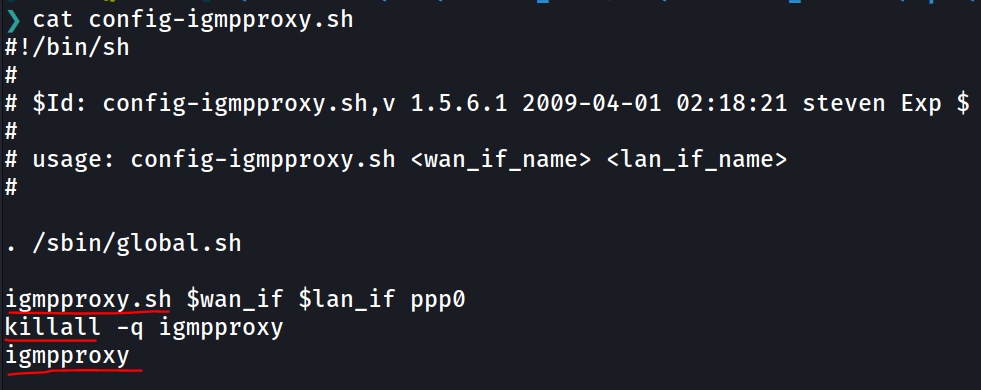 ❯ cat config-igmpproxy.sh
#!/bin/sh
#
# $Id: config-igmpproxy.sh,v 1.5.6.1 2009-04-01 02:18:21 steven Exp $
#
# usage: config-igmpproxy.sh <wan_if_name> <lan_if_name>
#
. /sbin/global.sh
igmpproxy.sh $wan_if $lan_if ppp0
killall -q igmpproxy
igmpproxy